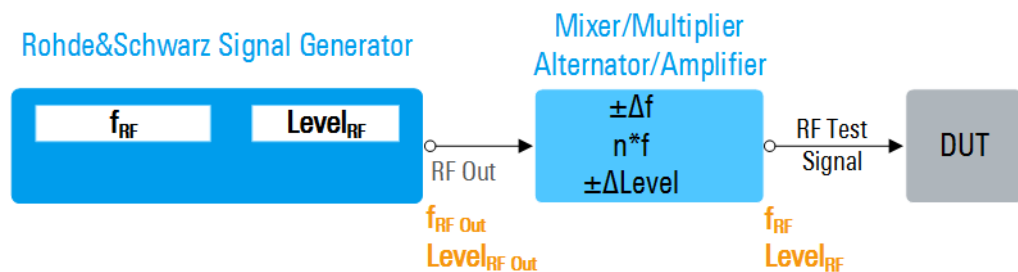 Rohde&Schwarz Signal Generator
Mixer/Multiplier
Alternator/Amplifier
fRF
LevelRF
RF Out
±Δf
n*f
±ΔLevel
RF Test
Signal
DUT
fRF Out
LevelRF Out
fRF
LevelRF